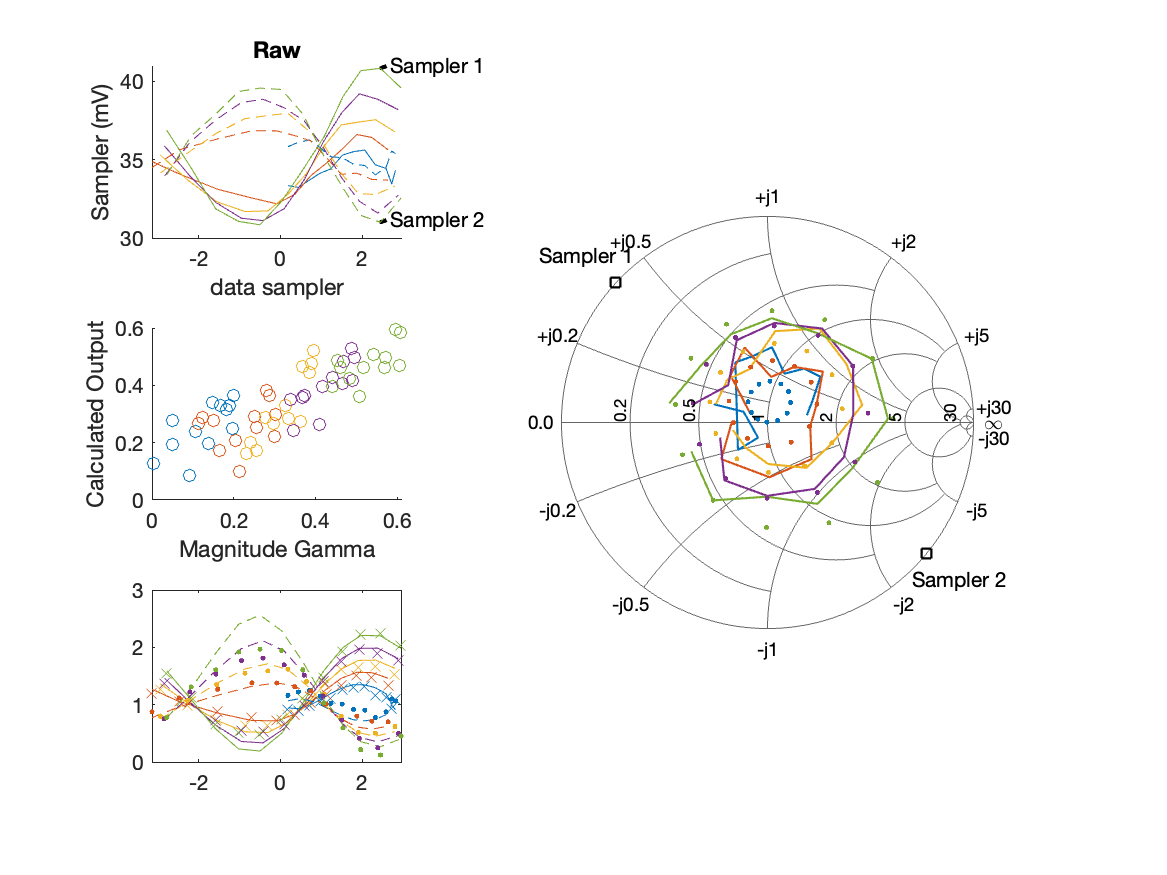 Raw
Sampler 1
40
35
30
Sampler (mV)
Sampler 2
-2 0 2
data sampler
0.6
0.4
0.2
0
Calculated Output
0 0.2 0.4 0.6
Magnitude Gamma
3
2
1
0
-2 0 2
+j1
+j0.5
+j2
Sampler 1
+j0.2
+j5
0.0
0.2
0.5
1
2
5
30
+j30
∞
-j30
-j0.2
-j5
Sampler 2
-j0.5
-j2
-j1